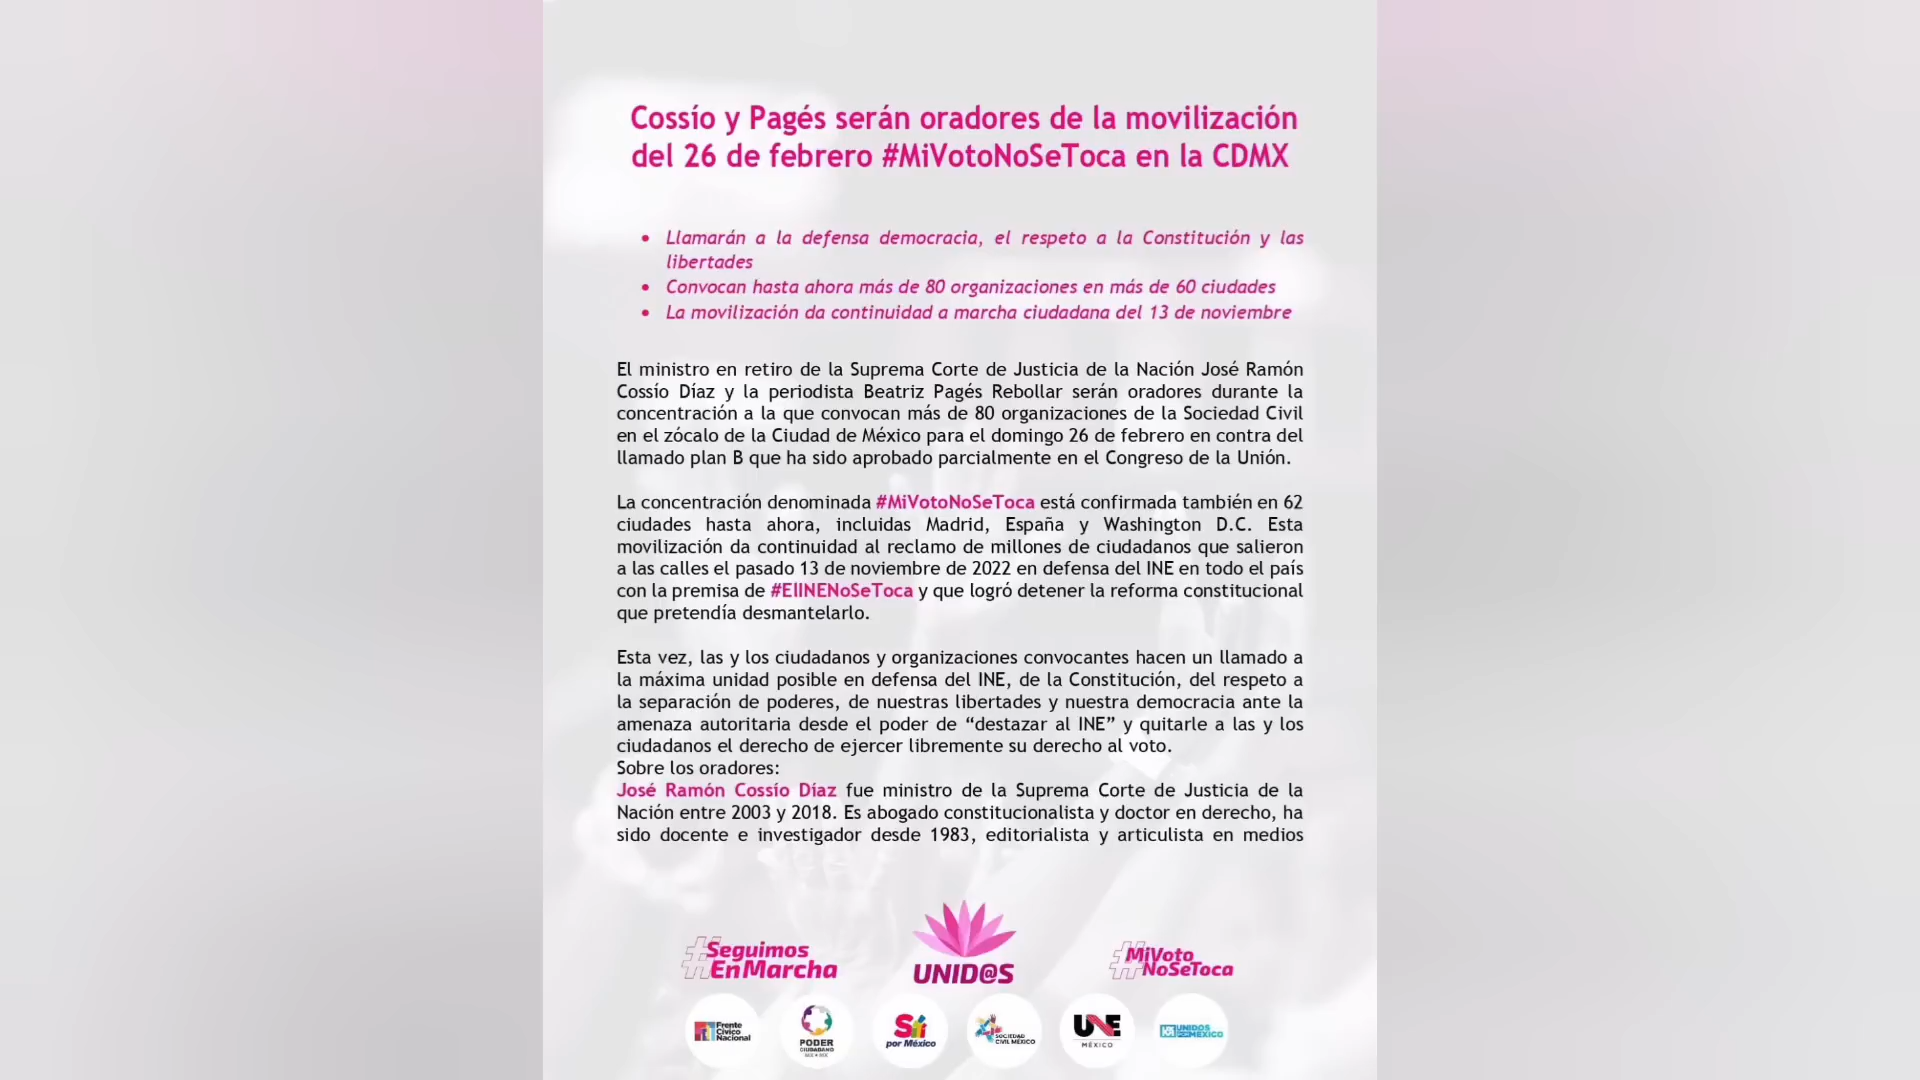 Cossío y Pagés serán oradores de la movilización
del 26 de febrero #MiVotoNoSeToca en la CDMX
• Llamarán a la defensa democracia, el respeto a la Constitución y las
libertades
• Convocan hasta ahora más de 80 organizaciones en más de 60 ciudades
• La movilización da continuidad a marcha ciudadana del 13 de noviembre
El ministro en retiro de la Suprema Corte de Justicia de la Nación José Ramón
Cossío Díaz y la periodista Beatriz Pagés Rebollar serán oradores durante la
concentración a la que convocan más de 80 organizaciones de la Sociedad Civil
en el zócalo de la Ciudad de México para el domingo 26 de febrero en contra del
llamado plan B que ha sido aprobado parcialmente en el Congreso de la Unión.
La concentración denominada #MiVotoNoSeToca está confirmada también en 62
ciudades hasta ahora, incluidas Madrid, España y Washington D.C. Esta
movilización da continuidad al reclamo de millones de ciudadanos que salieron
a las calles el pasado 13 de noviembre de 2022 en defensa del INE en todo el país
con la premisa de #ElINENoSeToca y que logró detener la reforma constitucional
que pretendía desmantelarlo.
Esta vez, las y los ciudadanos y organizaciones convocantes hacen un llamado a
la máxima unidad posible en defensa del INE, de la Constitución, del respeto a
la separación de poderes, de nuestras libertades y nuestra democracia ante la
amenaza autoritaria desde el poder de “destazar al INE” y quitarle a las y los
ciudadanos el derecho de ejercer libremente su derecho al voto.
Sobre los oradores:
José Ramón Cossío Díaz fue ministro de la Suprema Corte de Justicia de la
Nación entre 2003 y 2018. Es abogado constitucionalista y doctor en derecho, ha
sido docente e investigador desde 1983, editorialista y articulista en medios
#Seguimos
EnMarcha
UNID@S
#MiVoto
NoSeToca
Frente
Cívico
Nacional
PODER
CIUDADANO
Sí
por México
SOCIEDAD
CIVIL MÉXICO
UNE
MÉXICO
UNIDOS
POR MÉXICO